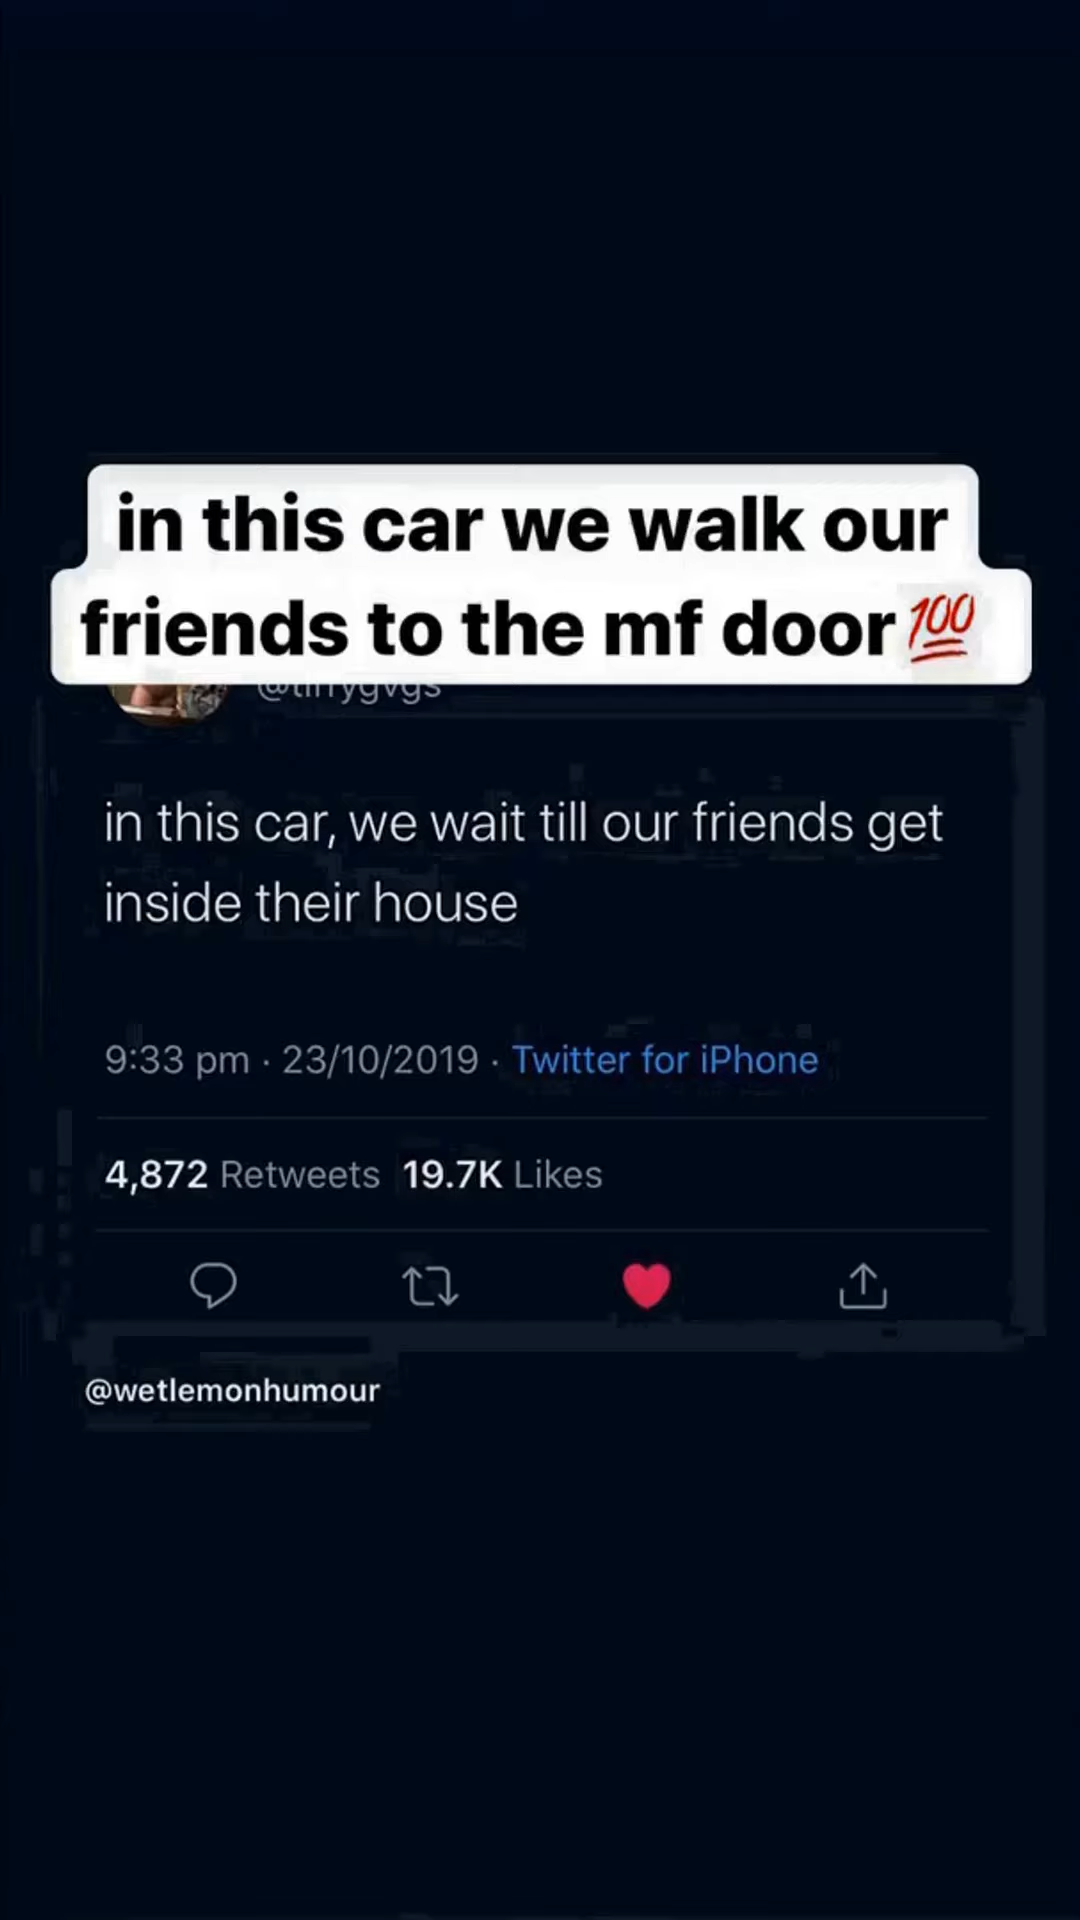 in this car we walk our
friends to the mf door💯
in this car, we wait till our friends get
inside their house
9:33 pm · 23/10/2019 · Twitter for iPhone
4,872 Retweets 19.7K Likes
@wetlemonhumour